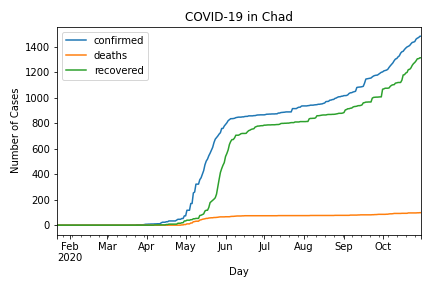 COVID-19 in Chad
confirmed
deaths
recovered
Number of Cases
1400
1200
1000
800
600
400
200
0
Feb Mar Apr May Jun Jul Aug Sep Oct
2020
Day